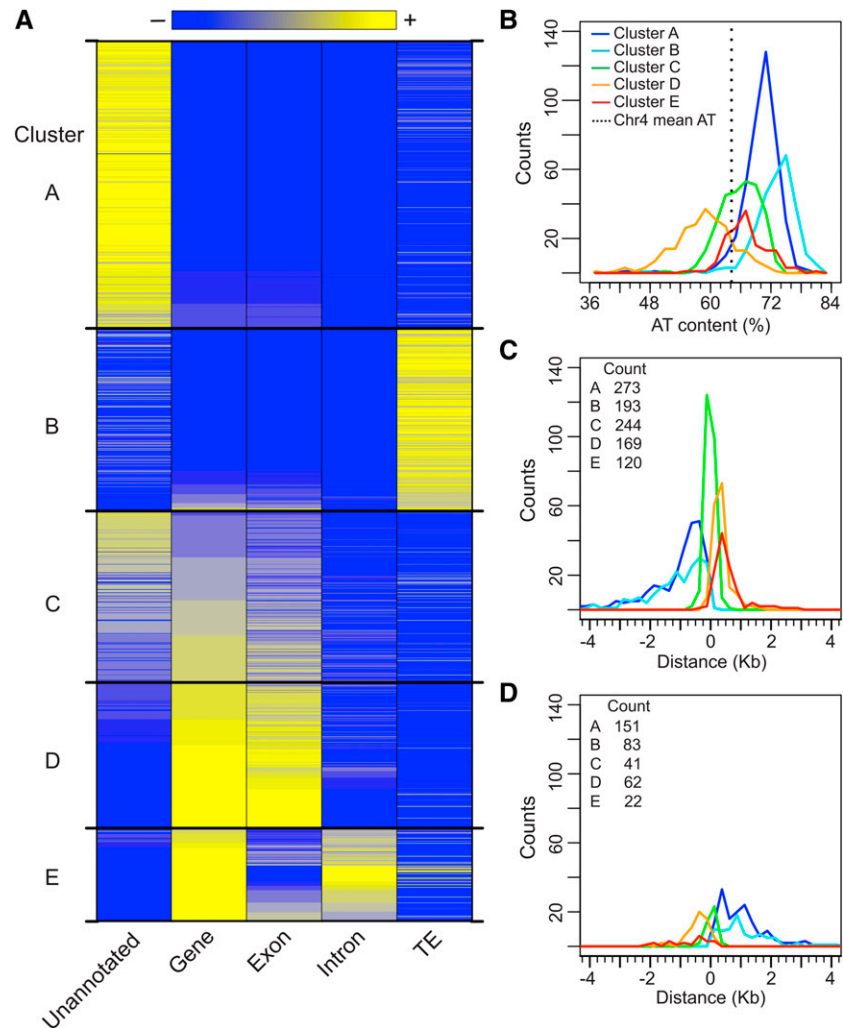 A
− +
Cluster
A
B
C
D
E
Unannotated
Gene
Exon
Intron
TE
B
Cluster A
Cluster B
Cluster C
Cluster D
Cluster E
Chr4 mean AT
Counts
20 60 100 140
36 48 60 72 84
AT content (%)
C
Count
A 273
B 193
C 244
D 169
E 120
Counts
20 60 100 140
-4 -2 0 2 4
Distance (Kb)
D
Count
A 151
B 83
C 41
D 62
E 22
Counts
20 60 100 140
-4 -2 0 2 4
Distance (Kb)